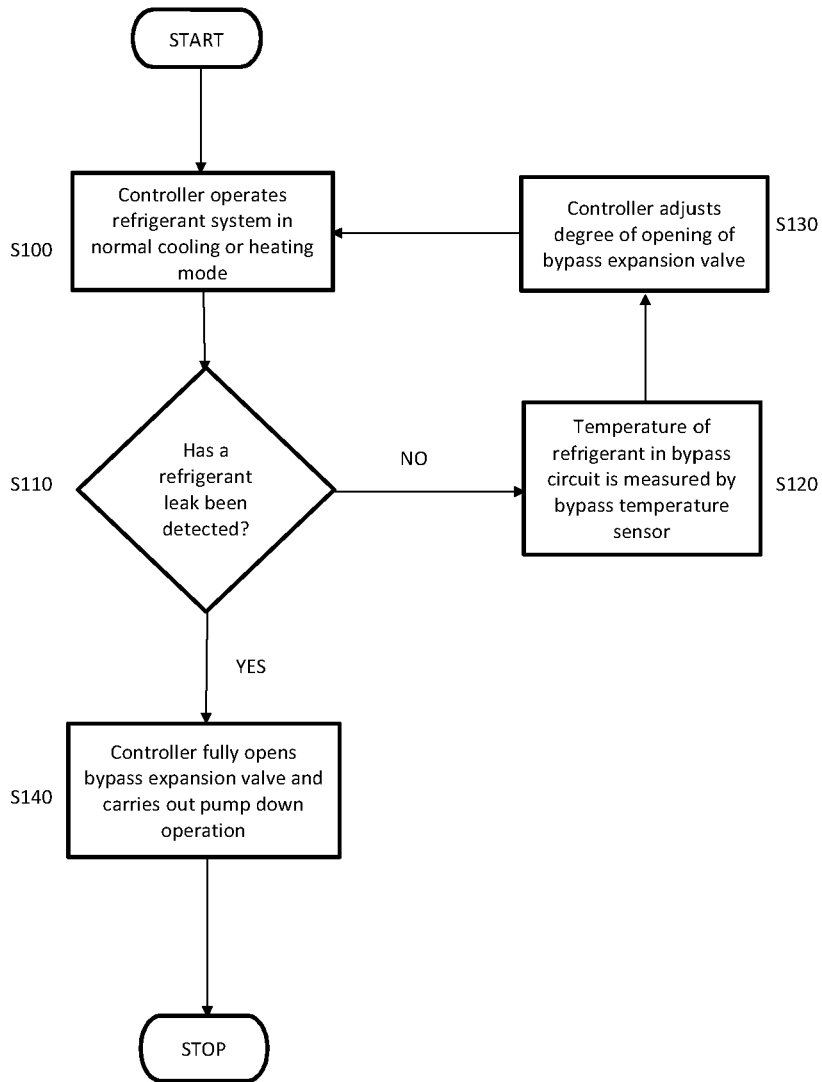 START
Controller operates
refrigerant system in
normal cooling or heating
mode
S100
Controller adjusts
degree of opening of
bypass expansion valve
S130
Has a
refrigerant
leak been
detected?
S110
NO
Temperature of
refrigerant in bypass
circuit is measured by
bypass temperature
sensor
S120
YES
Controller fully opens
bypass expansion valve and
carries out pump down
operation
S140
STOP